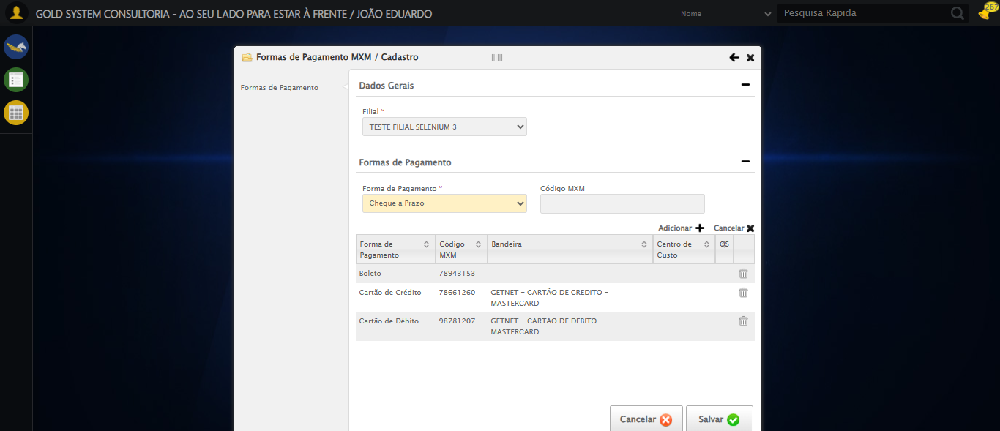 GOLD SYSTEM CONSULTORIA - AO SEU LADO PARA ESTAR À FRENTE / JOÃO EDUARDO
Nome
Pesquisa Rapida
267
Formas de Pagamento MXM / Cadastro
Formas de Pagamento
Dados Gerais
Filial *
TESTE FILIAL SELENIUM 3
Formas de Pagamento
Forma de Pagamento *
Código MXM
Cheque a Prazo
Adicionar
Cancelar
Forma de Pagamento
Código MXM
Bandeira
Centro de Custo
Boleto 78943153
Cartão de Crédito 78661260 GETNET - CARTÃO DE CREDITO - MASTERCARD
Cartão de Débito 98781207 GETNET - CARTAO DE DEBITO - MASTERCARD
Cancelar
Salvar